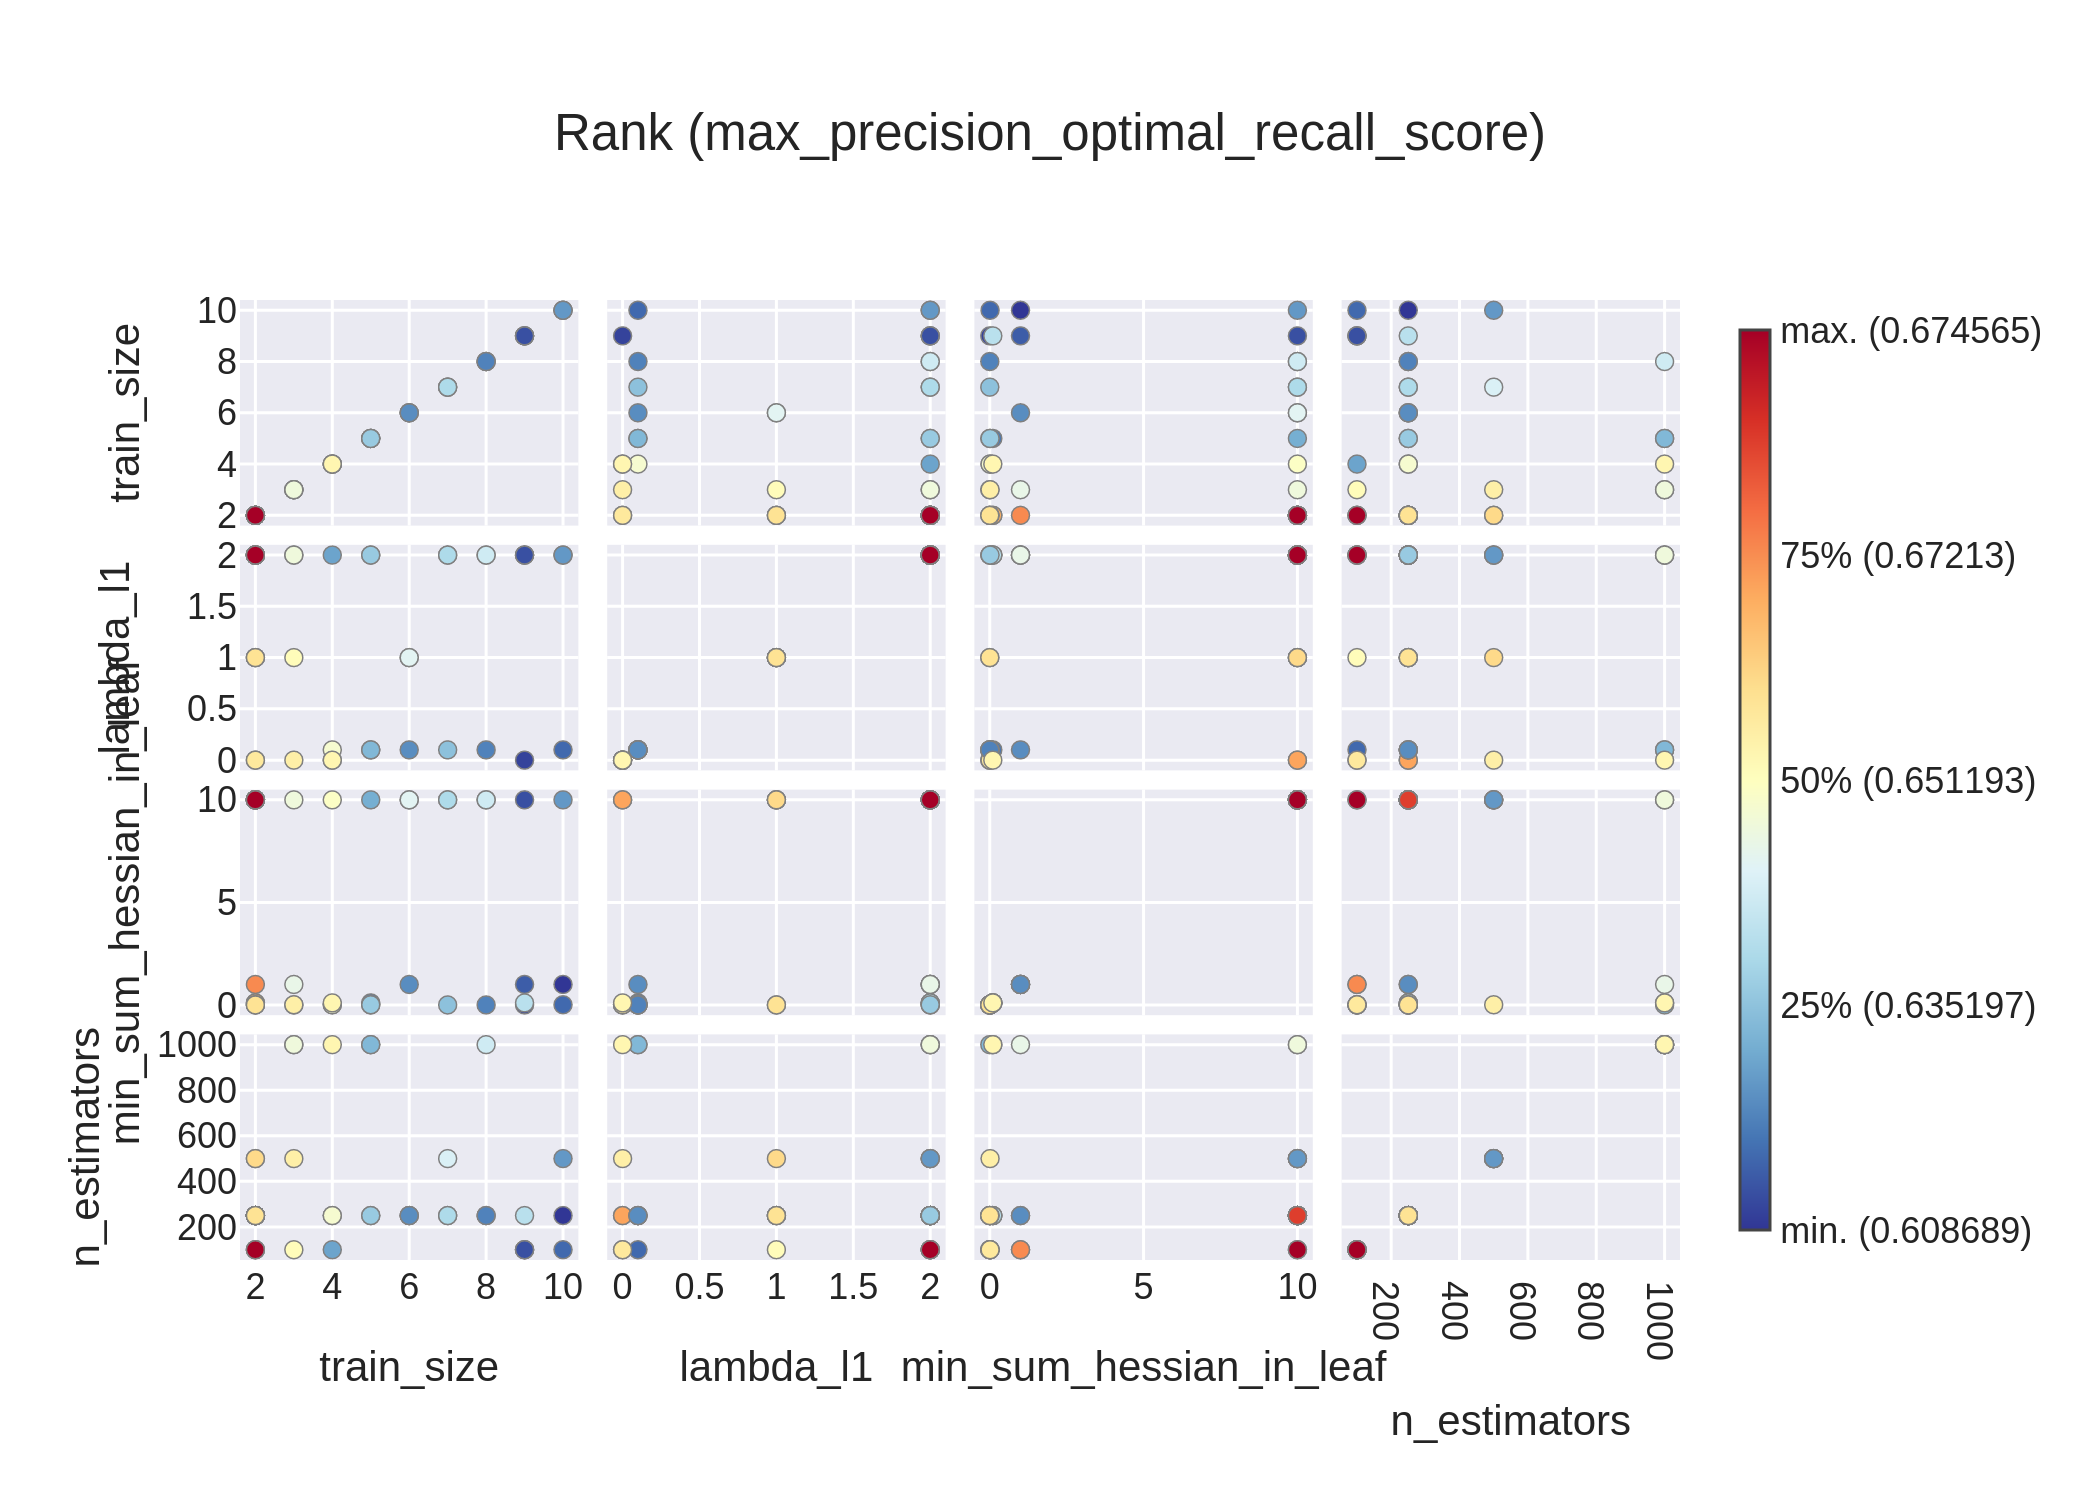 Rank (max_precision_optimal_recall_score)
train_size
10
8
6
4
2
lambda_l1
2
1.5
1
0.5
0
min_sum_hessian_in_leaf
10
5
0
n_estimators
1000
800
600
400
200
2 4 6 8 10
0 0.5 1 1.5 2
0 5 10
200 400 600 800 1000
train_size
lambda_l1
min_sum_hessian_in_leaf
n_estimators
max. (0.674565)
75% (0.67213)
50% (0.651193)
25% (0.635197)
min. (0.608689)